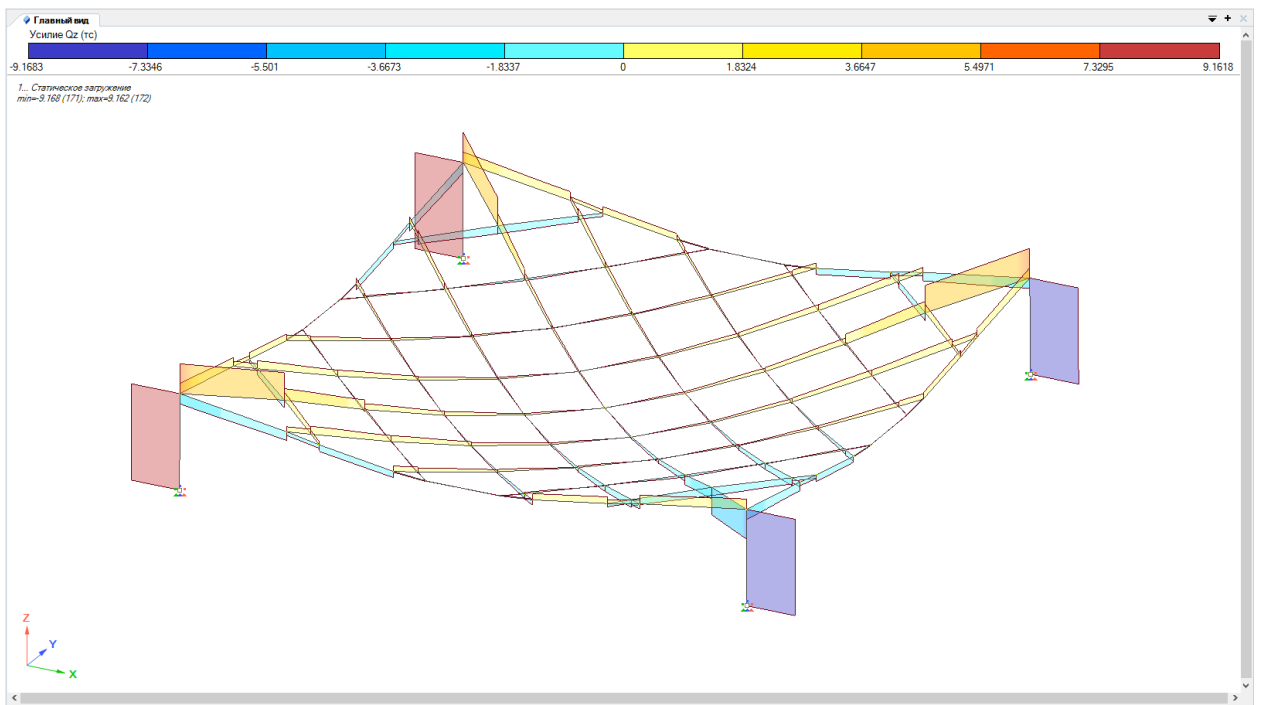 Главный вид
Усилие Qz (тс)
-9.1683 -7.3346 -5.501 -3.6673 -1.8337 0 1.8324 3.6647 5.4971 7.3295 9.1618
1... Статическое загружение
min=-9.168 (171); max=9.162 (172)
Z
Y
X